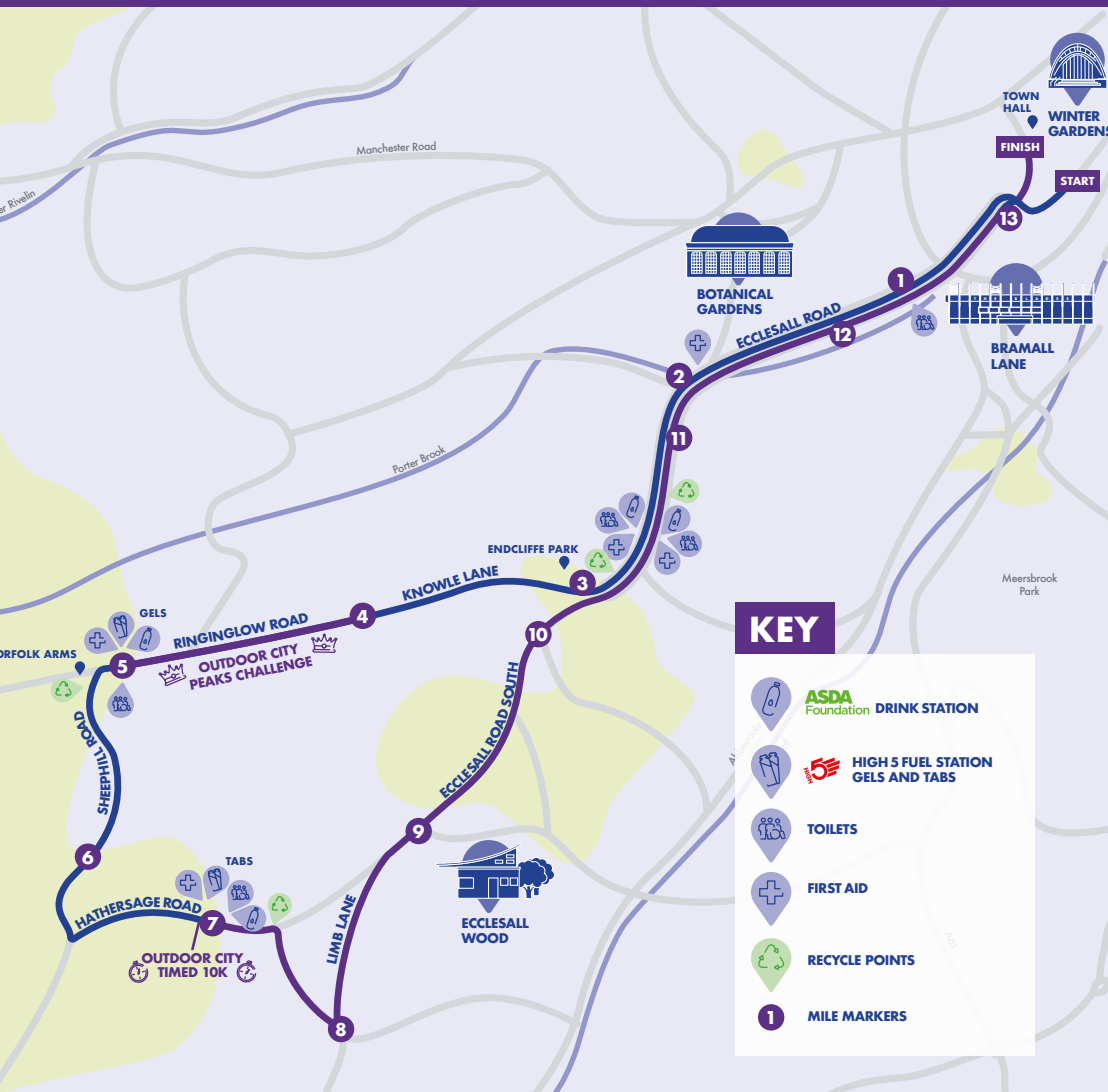 TOWN
HALL
WINTER
GARDENS
FINISH
START
13
Manchester Road
er Rivelin
BOTANICAL
GARDENS
1
ECCLESALL ROAD
12
BRAMALL
LANE
2
11
Porter Brook
ENDCLIFFE PARK
3
KNOWLE LANE
4
RINGINGLOW ROAD
OUTDOOR CITY
PEAKS CHALLENGE
GELS
ORFOLK ARMS
5
10
Meersbrook
Park
SHEEPHILL ROAD
ECCLESALL ROAD SOUTH
9
6
TABS
HATHERSAGE ROAD
7
OUTDOOR CITY
TIMED 10K
LIMB LANE
8
ECCLESALL
WOOD
KEY
ASDA
Foundation DRINK STATION
HIGH 5 HIGH 5 FUEL STATION
GELS AND TABS
TOILETS
FIRST AID
RECYCLE POINTS
1 MILE MARKERS